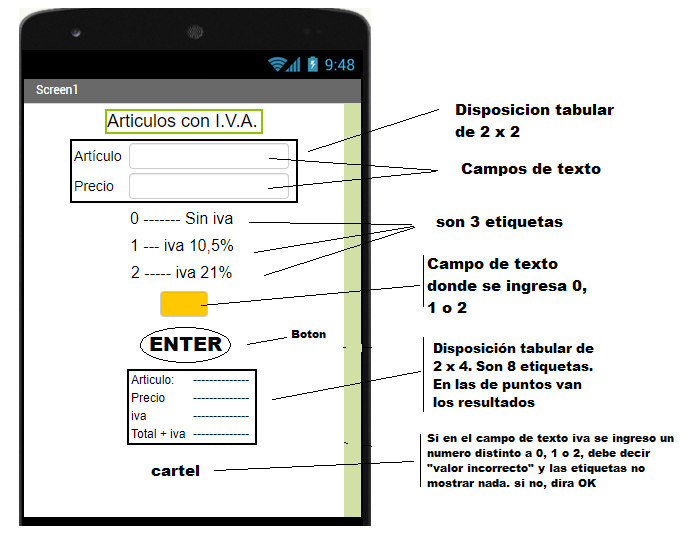 9:48
Screen1
Articulos con I.V.A.
Disposicion tabular
de 2 x 2
Artículo
Precio
Campos de texto
0 ------- Sin iva
1 --- iva 10,5%
2 ----- iva 21%
son 3 etiquetas
Campo de texto
donde se ingresa 0,
1 o 2
ENTER
Boton
Articulo: --------------
Precio --------------
iva --------------
Total + iva --------------
Disposición tabular de
2 x 4. Son 8 etiquetas.
En las de puntos van
los resultados
cartel
Si en el campo de texto iva se ingreso un
numero distinto a 0, 1 o 2, debe decir
"valor incorrecto" y las etiquetas no
mostrar nada. si no, dira OK